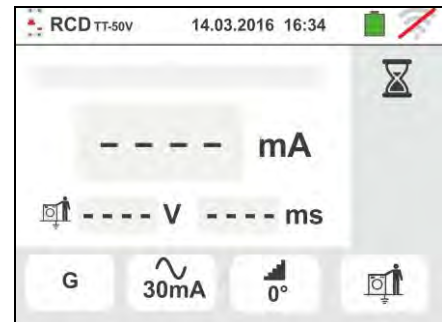 RCD TT-50V 14.03.2016 16:34
- - - - mA
- - - - V - - - - ms
G 30mA 0°